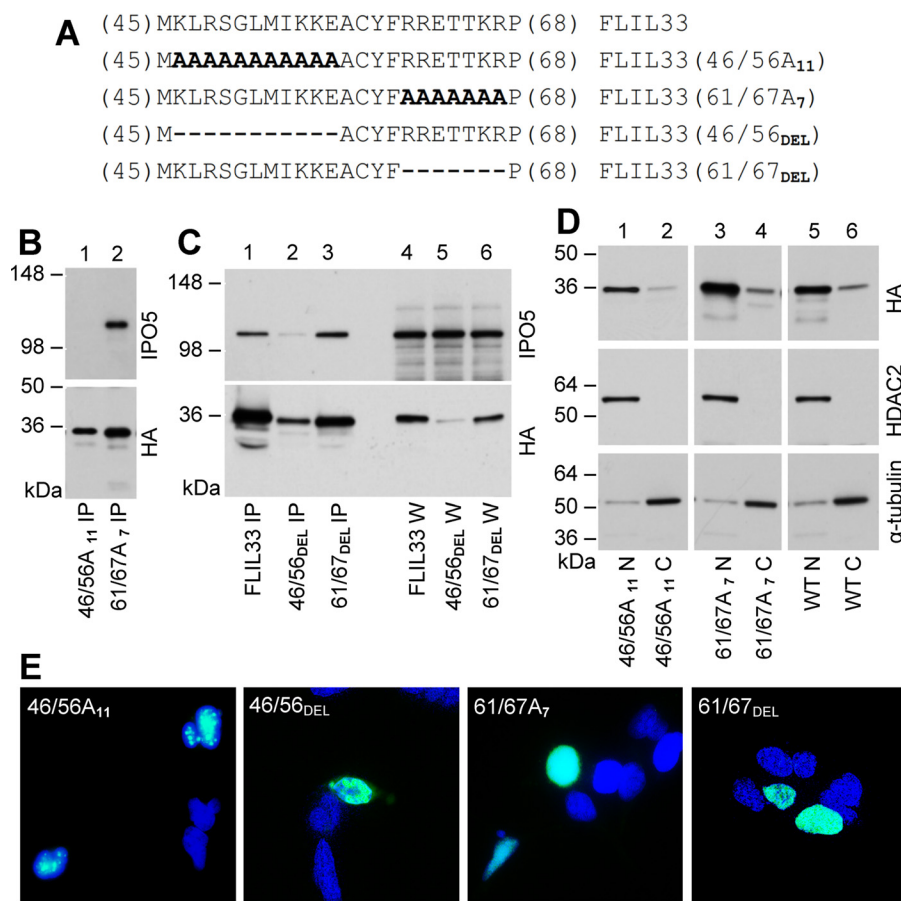 A
(45)MKLRSGLMIKKEACYFRRETTKRP(68) FLIL33
(45)MAAAAAAAAAAAACYFRRETTKRP(68) FLIL33(46/56A11)
(45)MKLRSGLMIKKEACYFAAAAAAAP(68) FLIL33(61/67A7)
(45)M-----------ACYFRRETTKRP(68) FLIL33(46/56DEL)
(45)MKLRSGLMIKKEACYF-------P(68) FLIL33(61/67DEL)
B
1 2
148
98
50
36
kDa
IPO5
HA
46/56A11 IP
61/67A7 IP
C
1 2 3 4 5 6
148
98
36
kDa
IPO5
HA
FLIL33 IP
46/56DEL IP
61/67DEL IP
FLIL33 W
46/56DEL W
61/67DEL W
D
1 2 3 4 5 6
50
36
64
50
64
50
36
kDa
HA
HDAC2
α-tubulin
46/56A11 N
46/56A11 C
61/67A7 N
61/67A7 C
WT N
WT C
E
46/56A11
46/56DEL
61/67A7
61/67DEL